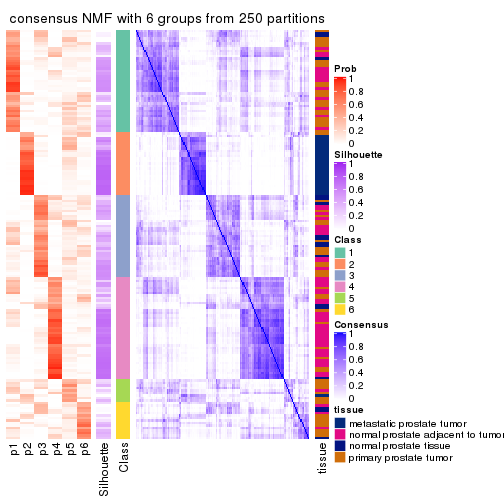 consensus NMF with 6 groups from 250 partitions
Prob
1
0.8
0.6
0.4
0.2
0
Silhouette
1
0.8
0.6
0.4
0.2
0
Class
1
2
3
4
5
6
Consensus
1
0.8
0.6
0.4
0.2
0
tissue
metastatic prostate tumor
normal prostate adjacent to tumor
normal prostate tissue
primary prostate tumor
p1
p2
p3
p4
p5
p6
Silhouette
Class
tissue